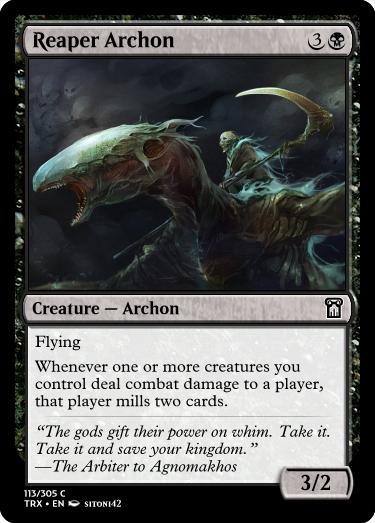 Reaper Archon 3
Creature — Archon
Flying
Whenever one or more creatures you
control deal combat damage to a player,
that player mills two cards.
“The gods gift their power on whim. Take it.
Take it and save your kingdom.”
—The Arbiter to Agnomakhos
3/2
113/305 C
TRX • EN SITONI42